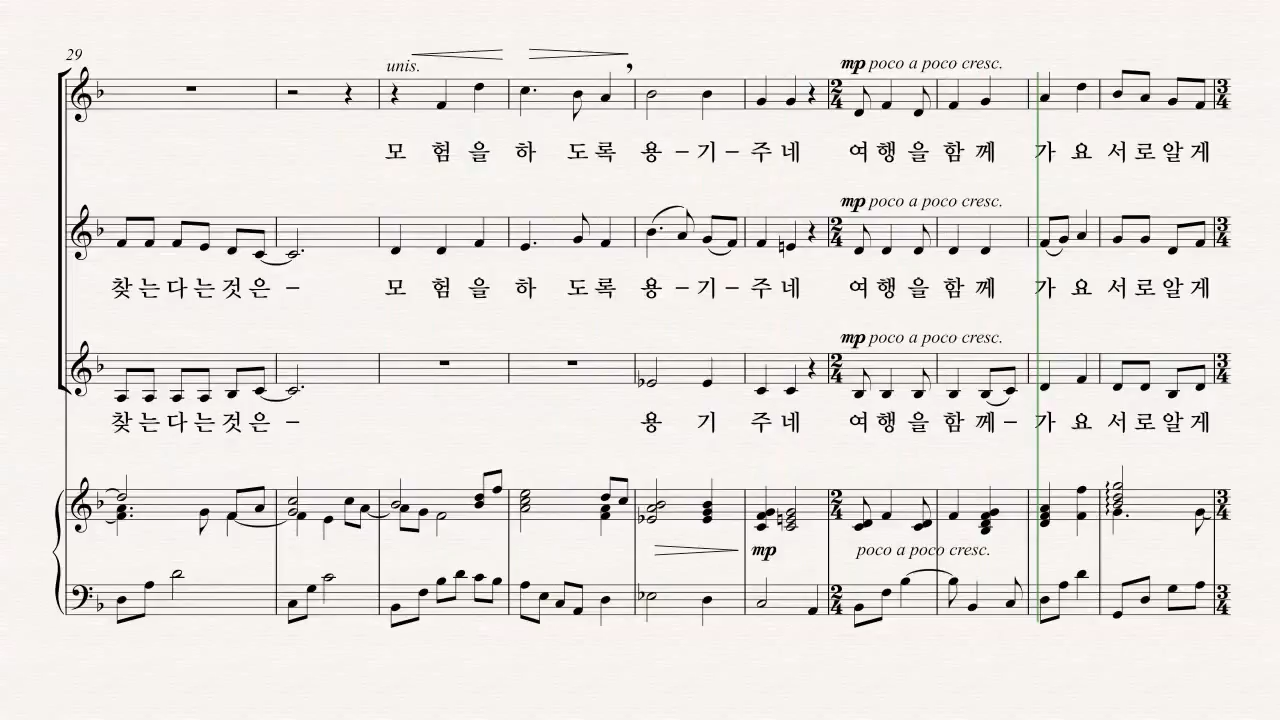 29
unis.
mp poco a poco cresc.
모 험 을 하 도 록 용 – 기 – 주 네 여 행 을 함 께 가 요 서 로 알 게
mp poco a poco cresc.
찾 는 다 는 것 은 – 모 험 을 하 도 록 용 – 기 – 주 네 여 행 을 함 께 가 요 서 로 알 게
mp poco a poco cresc.
찾 는 다 는 것 은 – 용 기 주 네 여 행 을 함 께 – 가 요 서 로 알 게
mp poco a poco cresc.